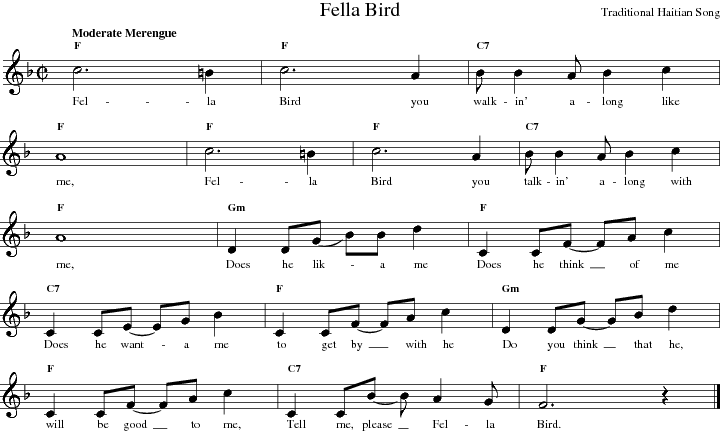 Fella Bird
Traditional Haitian Song
Moderate Merengue
F F C7
Fel - - - la Bird you walk - in' a - long like
F F F C7
me, Fel - - la Bird you talk - in' a - long with
F Gm F
me, Does he lik - a me Does he think __ of me
C7 F Gm
Does he want - a me to get by __ with he Do you think __ that he,
F C7 F
will be good __ to me, Tell me, please __ Fel - la Bird.